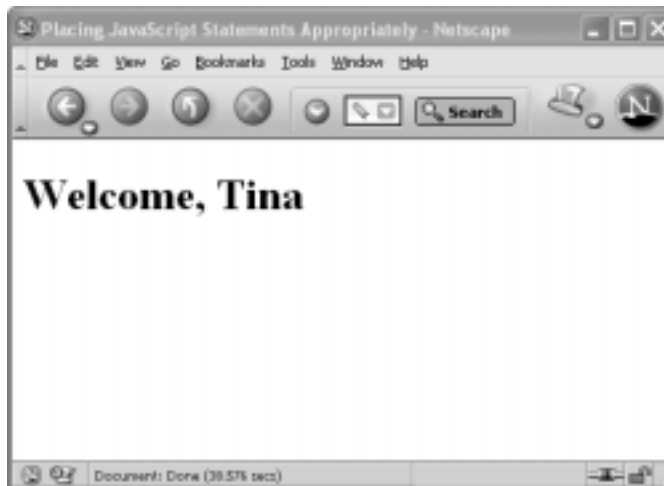 Placing JavaScript Statements Appropriately - Netscape
File Edit View Go Bookmarks Tools Window Help
Search
N
Welcome, Tina
Document: Done (38.576 secs)